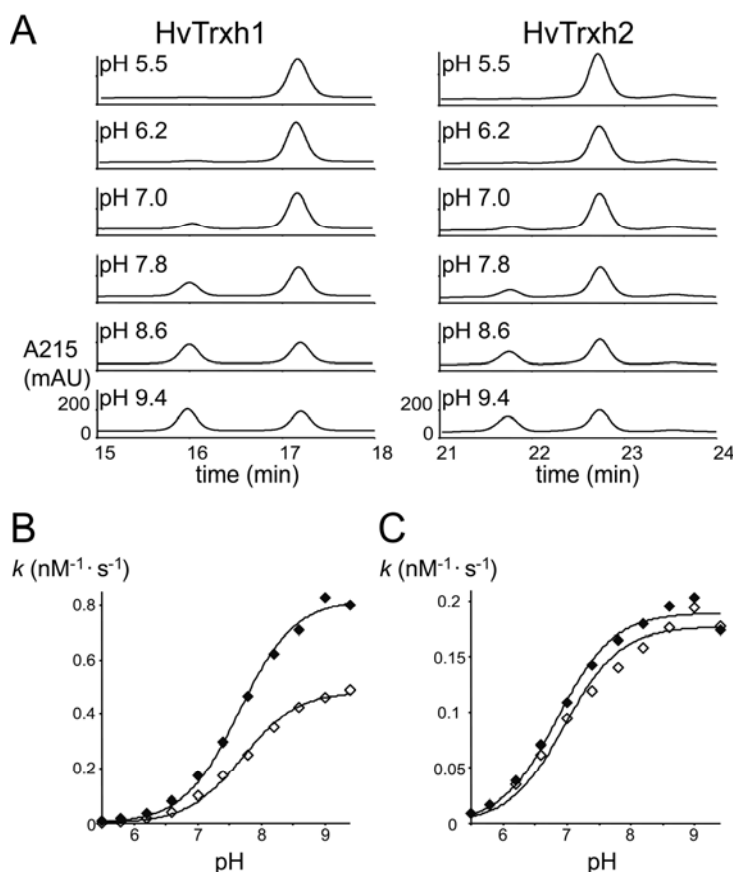 A HvTrxh1 HvTrxh2
pH 5.5 pH 5.5
pH 6.2 pH 6.2
pH 7.0 pH 7.0
pH 7.8 pH 7.8
A215 (mAU) pH 8.6 pH 8.6
200 pH 9.4 200 pH 9.4
0 0
15 16 17 18 21 22 23 24
time (min) time (min)
B C
k (nM⁻¹ · s⁻¹) k (nM⁻¹ · s⁻¹)
0.8 0.2
0.6 0.15
0.4 0.1
0.2 0.05
0 0
6 7 8 9 6 7 8 9
pH pH